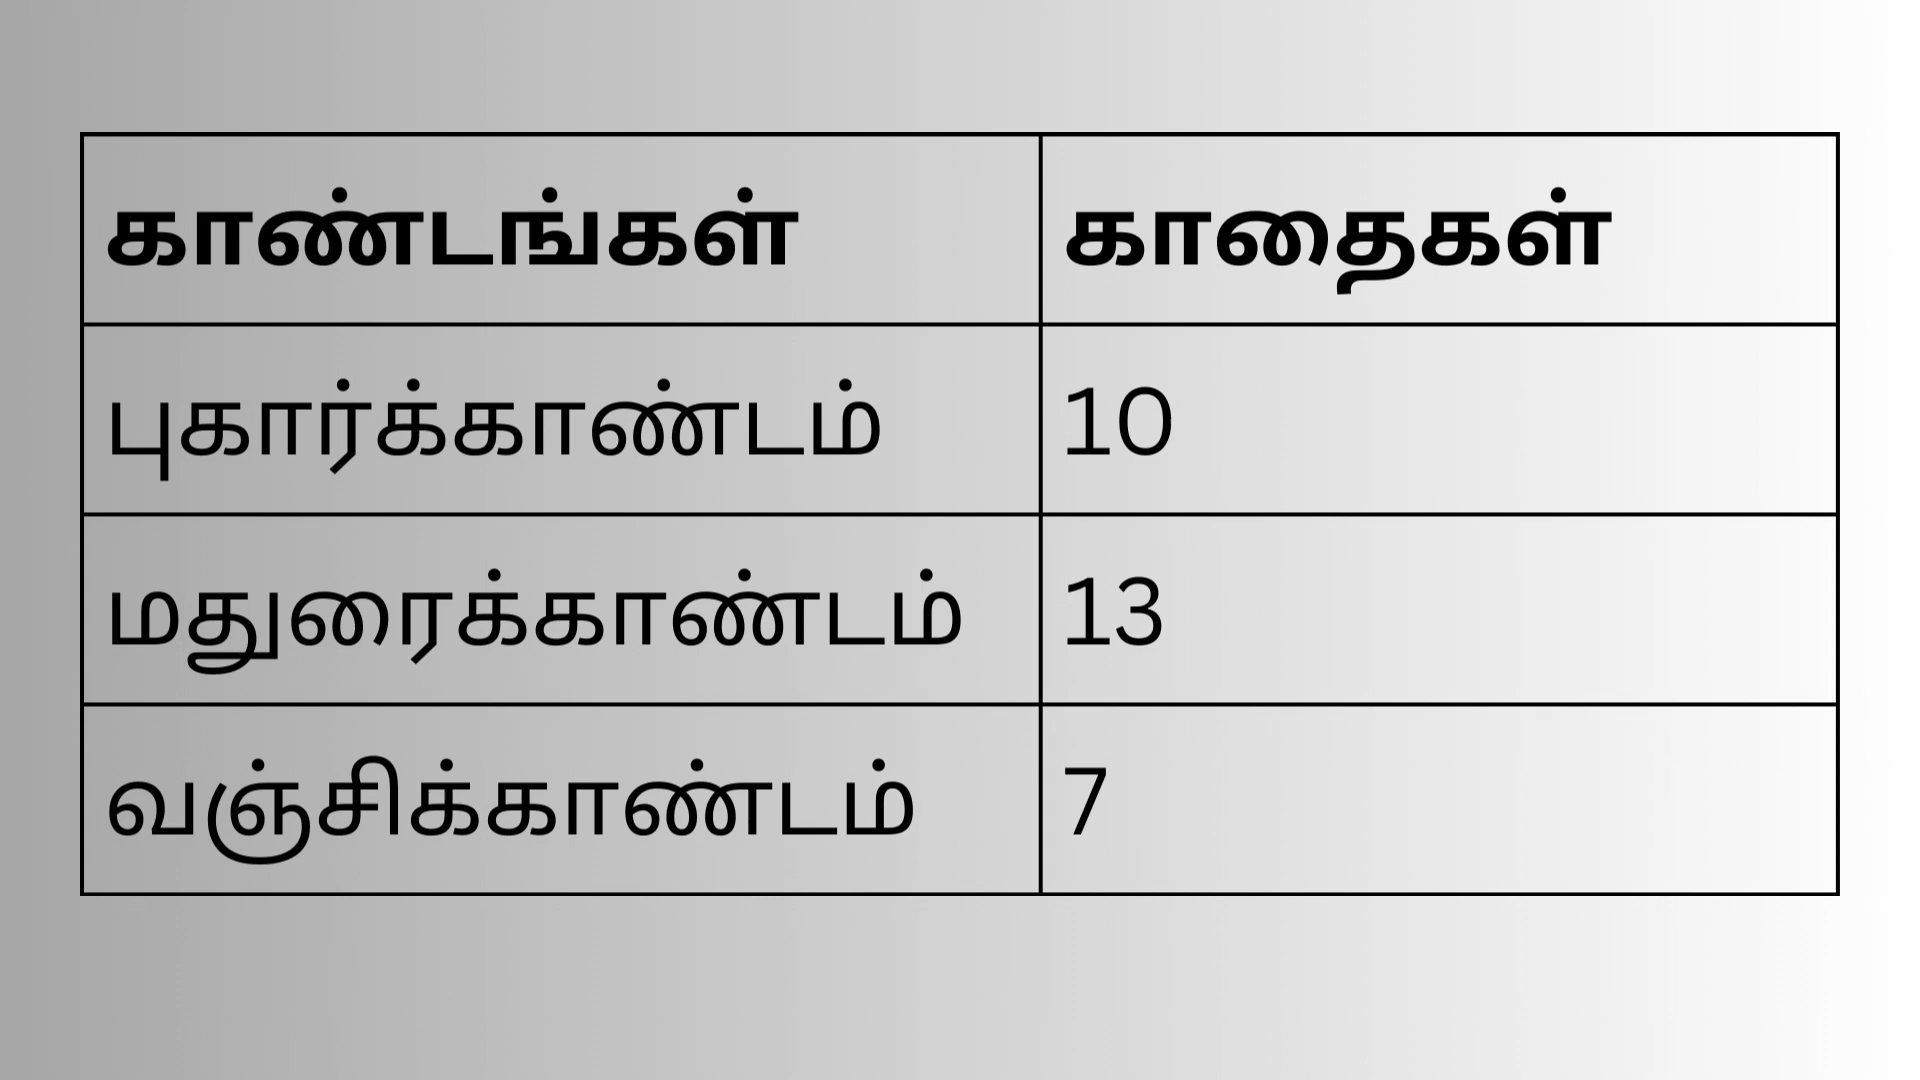 காண்டங்கள் காதைகள்
புகார்க்காண்டம் 10
மதுரைக்காண்டம் 13
வஞ்சிக்காண்டம் 7